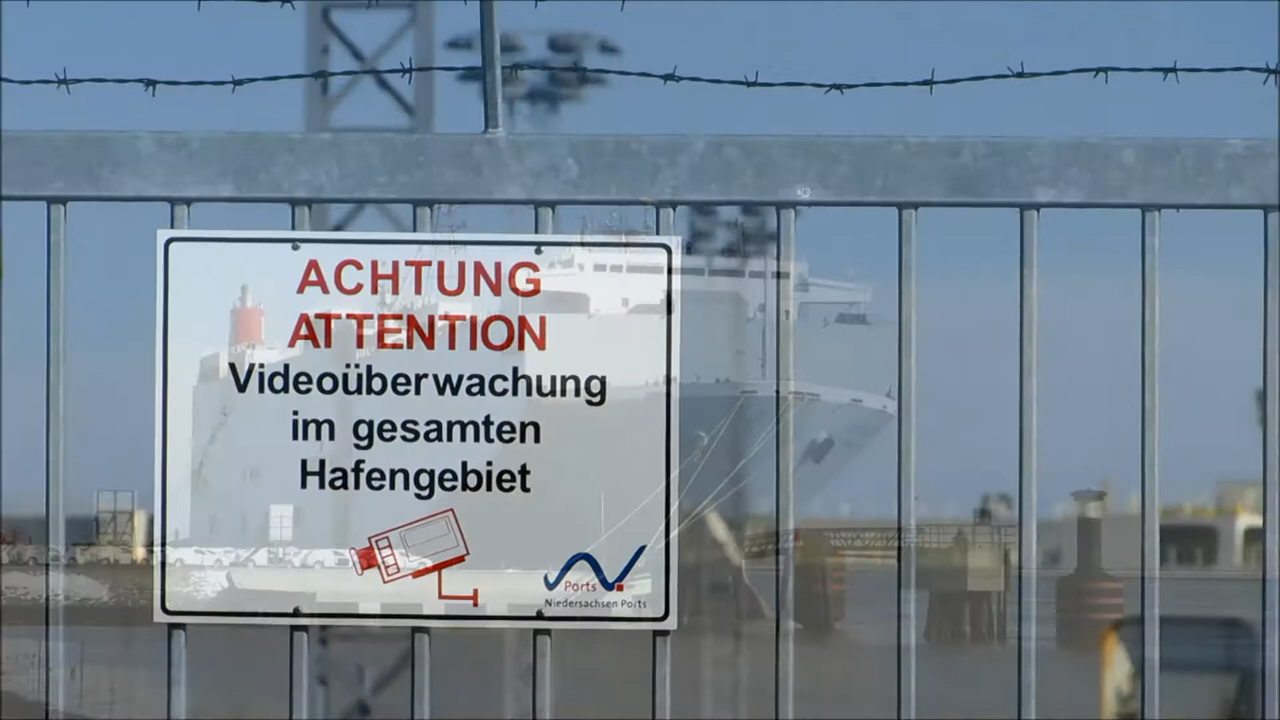 ACHTUNG
ATTENTION
Videoüberwachung
im gesamten
Hafengebiet
Ports
Niedersachsen Ports